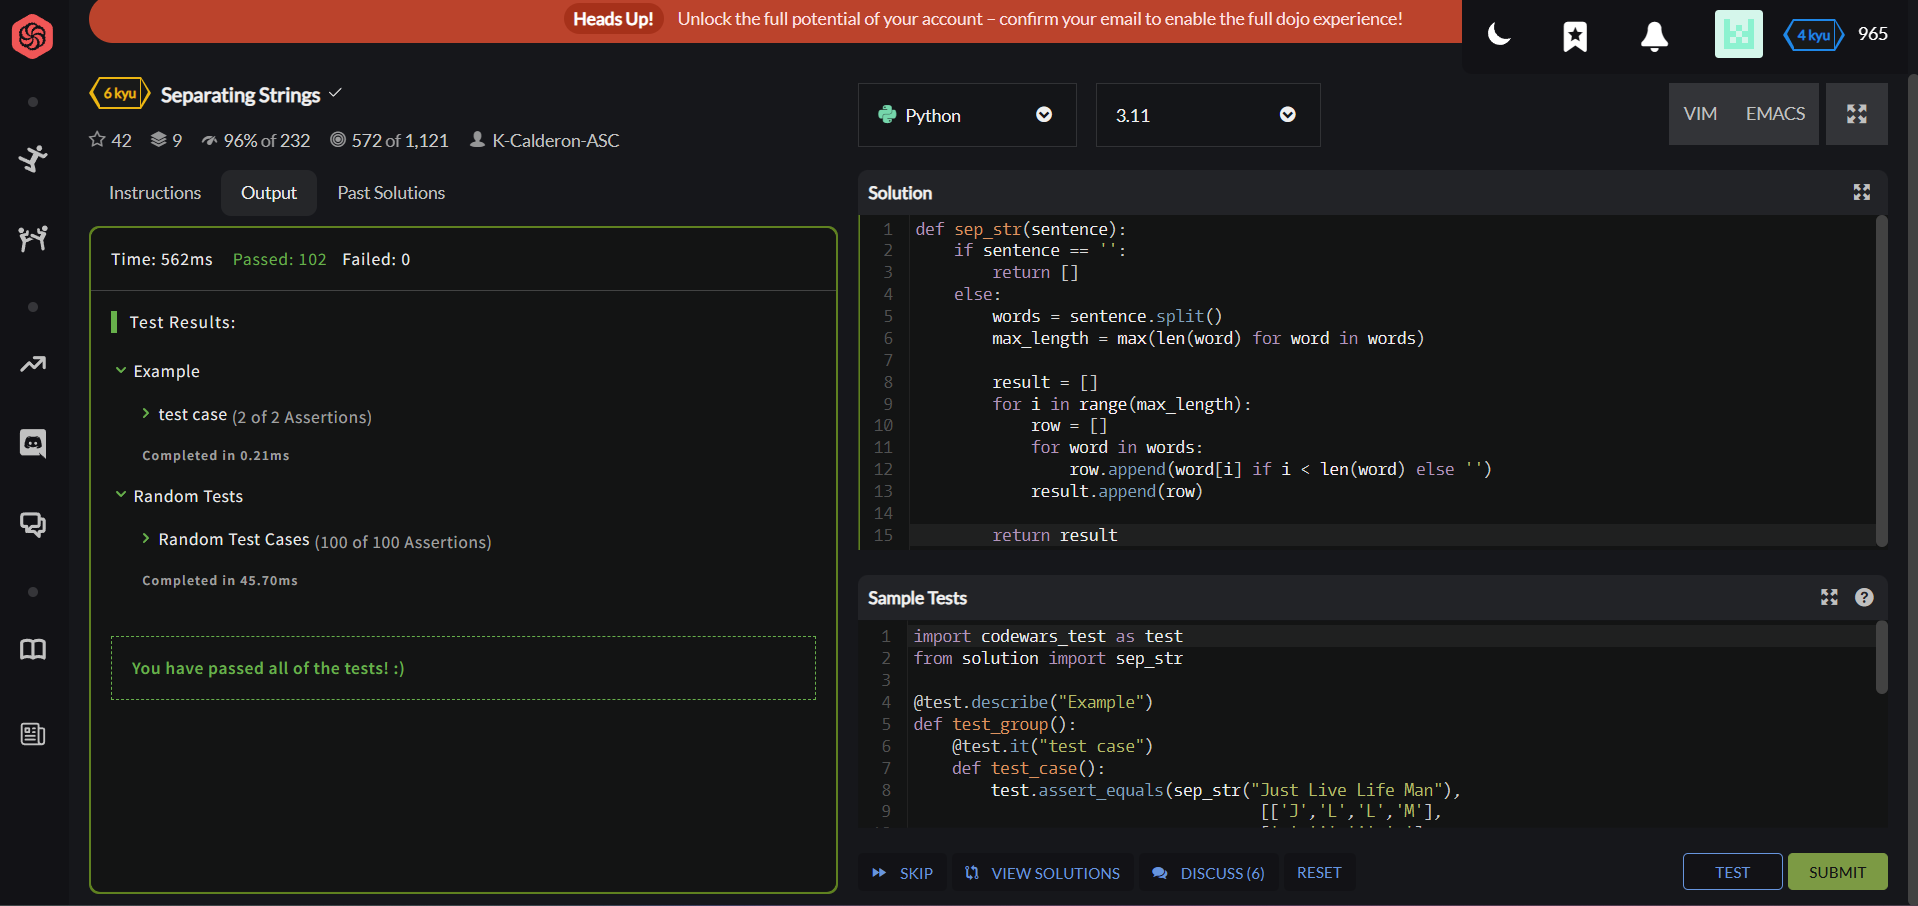 Heads Up! Unlock the full potential of your account – confirm your email to enable the full dojo experience!
4 kyu 965
6 kyu Separating Strings
42 9 96% of 232 572 of 1,121 K-Calderon-ASC
Instructions Output Past Solutions
Time: 562ms Passed: 102 Failed: 0
Test Results:
Example
test case (2 of 2 Assertions)
Completed in 0.21ms
Random Tests
Random Test Cases (100 of 100 Assertions)
Completed in 45.70ms
You have passed all of the tests! :)
Python 3.11 VIM EMACS
Solution
1 def sep_str(sentence):
2     if sentence == '':
3         return []
4     else:
5         words = sentence.split()
6         max_length = max(len(word) for word in words)
7
8         result = []
9         for i in range(max_length):
10             row = []
11             for word in words:
12                 row.append(word[i] if i < len(word) else '')
13             result.append(row)
14
15         return result
Sample Tests
1 import codewars_test as test
2 from solution import sep_str
3
4 @test.describe("Example")
5 def test_group():
6     @test.it("test case")
7     def test_case():
8         test.assert_equals(sep_str("Just Live Life Man"),
9                                     [['J','L','L','M'],
SKIP VIEW SOLUTIONS DISCUSS (6) RESET TEST SUBMIT